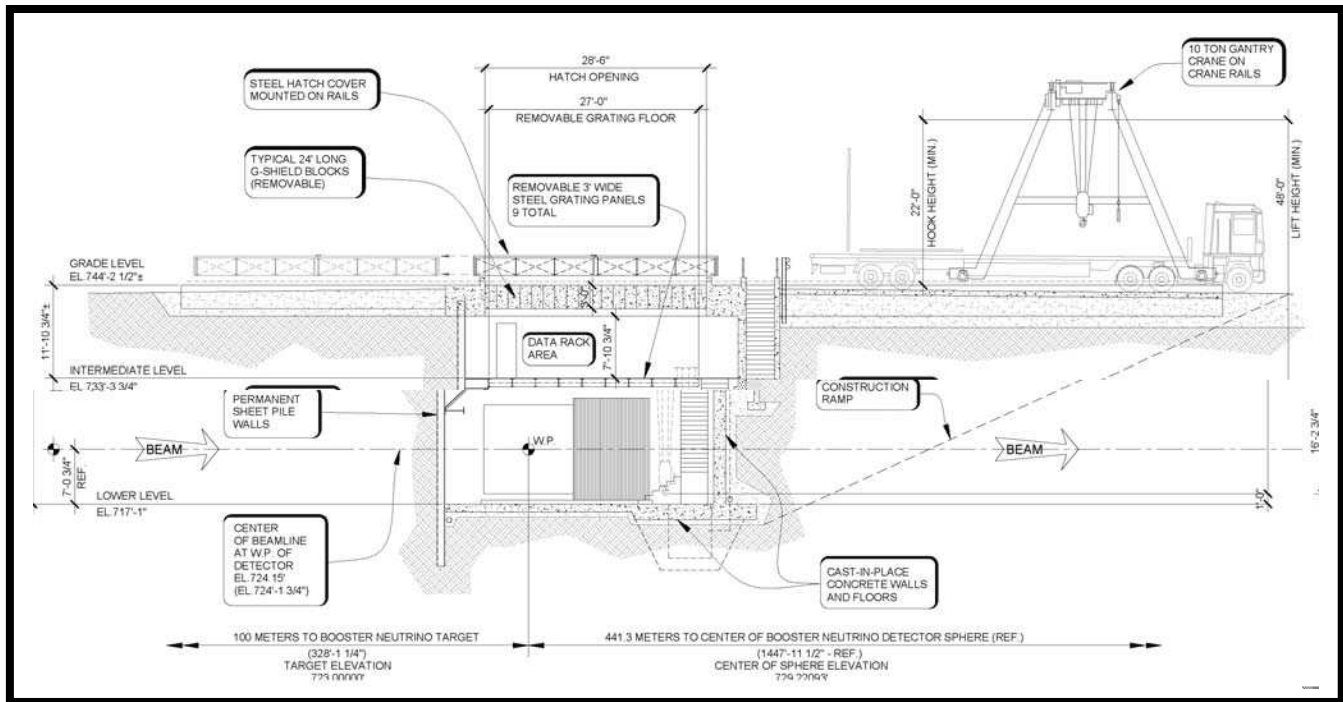 28'-6"
HATCH OPENING
27'-0"
REMOVABLE GRATING FLOOR
STEEL HATCH COVER
MOUNTED ON RAILS
10 TON GANTRY
CRANE ON
CRANE RAILS
TYPICAL 24' LONG
G-SHIELD BLOCKS
(REMOVABLE)
REMOVABLE 3' WIDE
STEEL GRATING PANELS
9 TOTAL
22'-0"
HOOK HEIGHT (MIN.)
48'-0"
LIFT HEIGHT (MIN.)
GRADE LEVEL
EL.744'-2 1/2"±
11'-10 3/4"±
DATA RACK
AREA
7'-10 3/4"
INTERMEDIATE LEVEL
EL 7,33'-3 3/4"
PERMANENT
SHEET PILE
WALLS
CONSTRUCTION
RAMP
BEAM
W.P.
BEAM
16'-2 3/4"
7'-0 3/4"
REF.
LOWER LEVEL
EL.717'-1"
1'-0"
CENTER
OF BEAMLINE
AT W.P. OF
DETECTOR
EL.724.15'
(EL.724'-1 3/4")
CAST-IN-PLACE
CONCRETE WALLS
AND FLOORS
100 METERS TO BOOSTER NEUTRINO TARGET
(328'-1 1/4")
TARGET ELEVATION
723.00000'
441.3 METERS TO CENTER OF BOOSTER NEUTRINO DETECTOR SPHERE (REF.)
(1447'-11 1/2" - REF.)
CENTER OF SPHERE ELEVATION
729.22093'